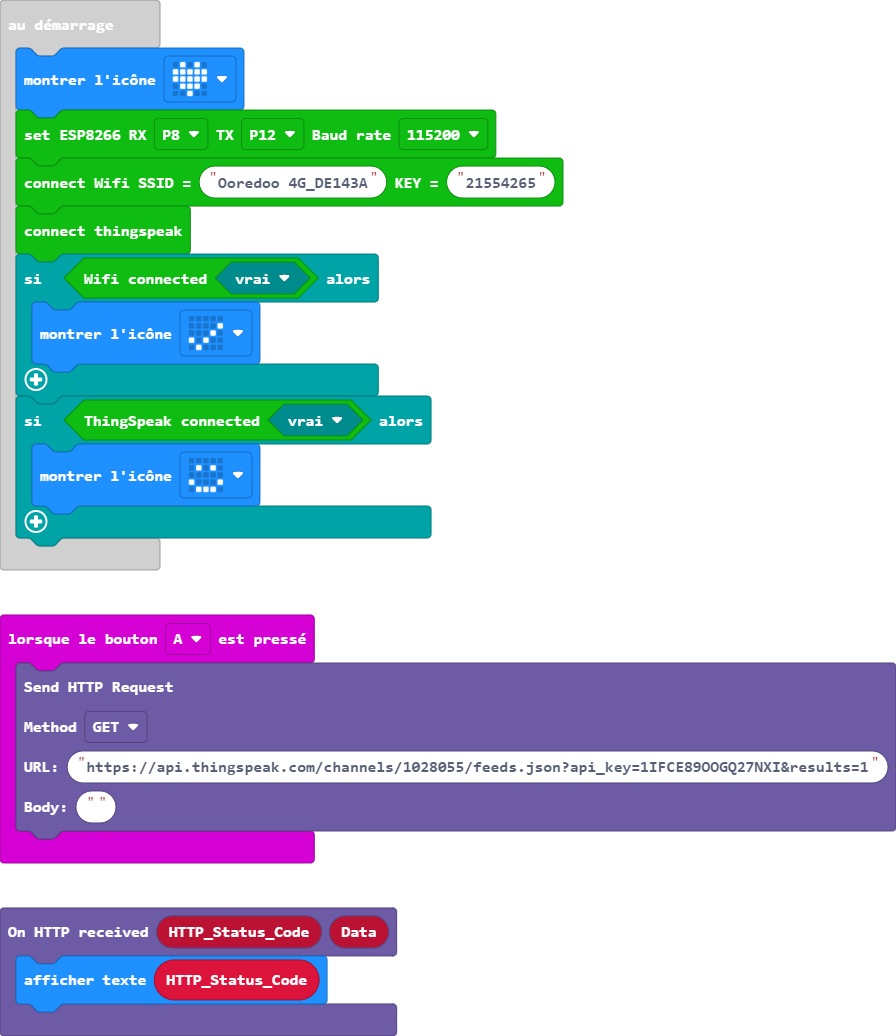 au démarrage
montrer l'icône
set ESP8266 RX P8 TX P12 Baud rate 115200
connect Wifi SSID = "Ooredoo 4G_DE143A" KEY = "21554265"
connect thingspeak
si Wifi connected vrai alors
montrer l'icône
si ThingSpeak connected vrai alors
montrer l'icône
lorsque le bouton A est pressé
Send HTTP Request
Method GET
URL: "https://api.thingspeak.com/channels/1028055/feeds.json?api_key=1IFCE89OOGQ27NXI&results=1"
Body: ""
On HTTP received HTTP_Status_Code Data
afficher texte HTTP_Status_Code